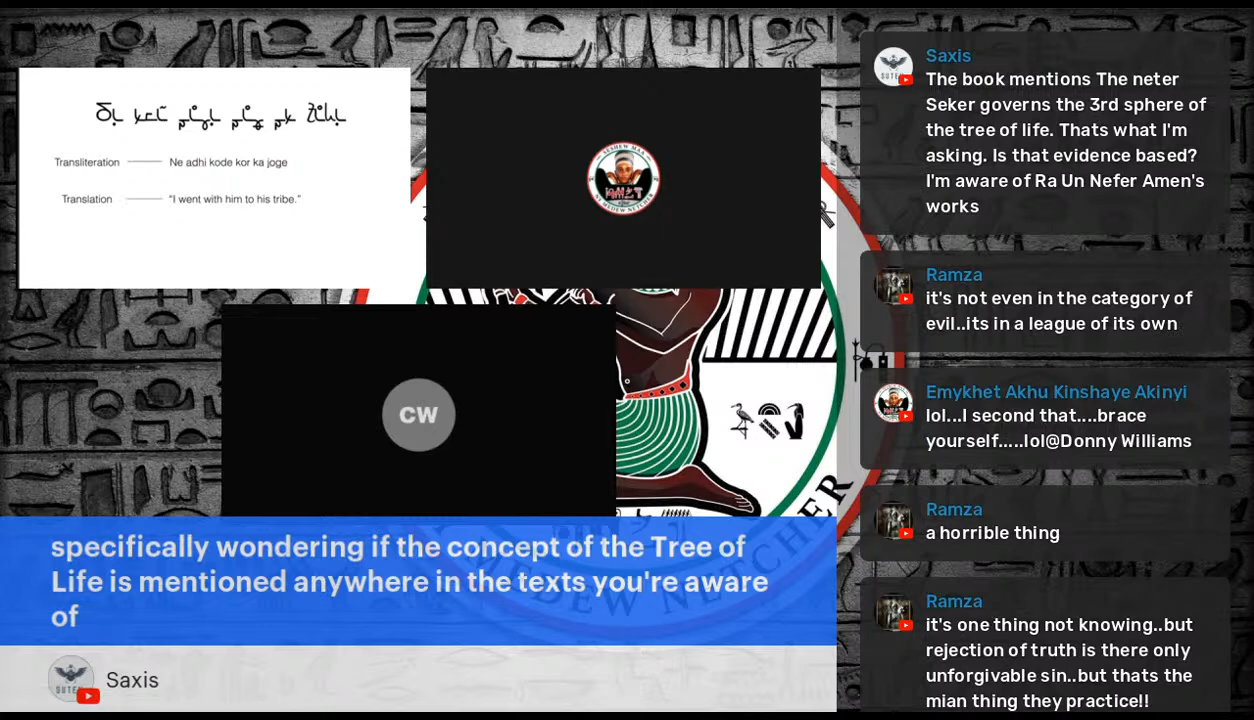 Transliteration Ne adhi kode kor ka joge
Translation "I went with him to his tribe."
CW
MEDEW NETCHER
specifically wondering if the concept of the Tree of
Life is mentioned anywhere in the texts you're aware
of
Saxis
Saxis
The book mentions The neter
Seker governs the 3rd sphere of
the tree of life. Thats what I'm
asking. Is that evidence based?
I'm aware of Ra Un Nefer Amen's
works
Ramza
it's not even in the category of
evil..its in a league of its own
Emykhet Akhu Kinshaye Akinyi
lol...I second that....brace
yourself.....lol@Donny Williams
Ramza
a horrible thing
Ramza
it's one thing not knowing..but
rejection of truth is there only
unforgivable sin..but thats the
mian thing they practice!!